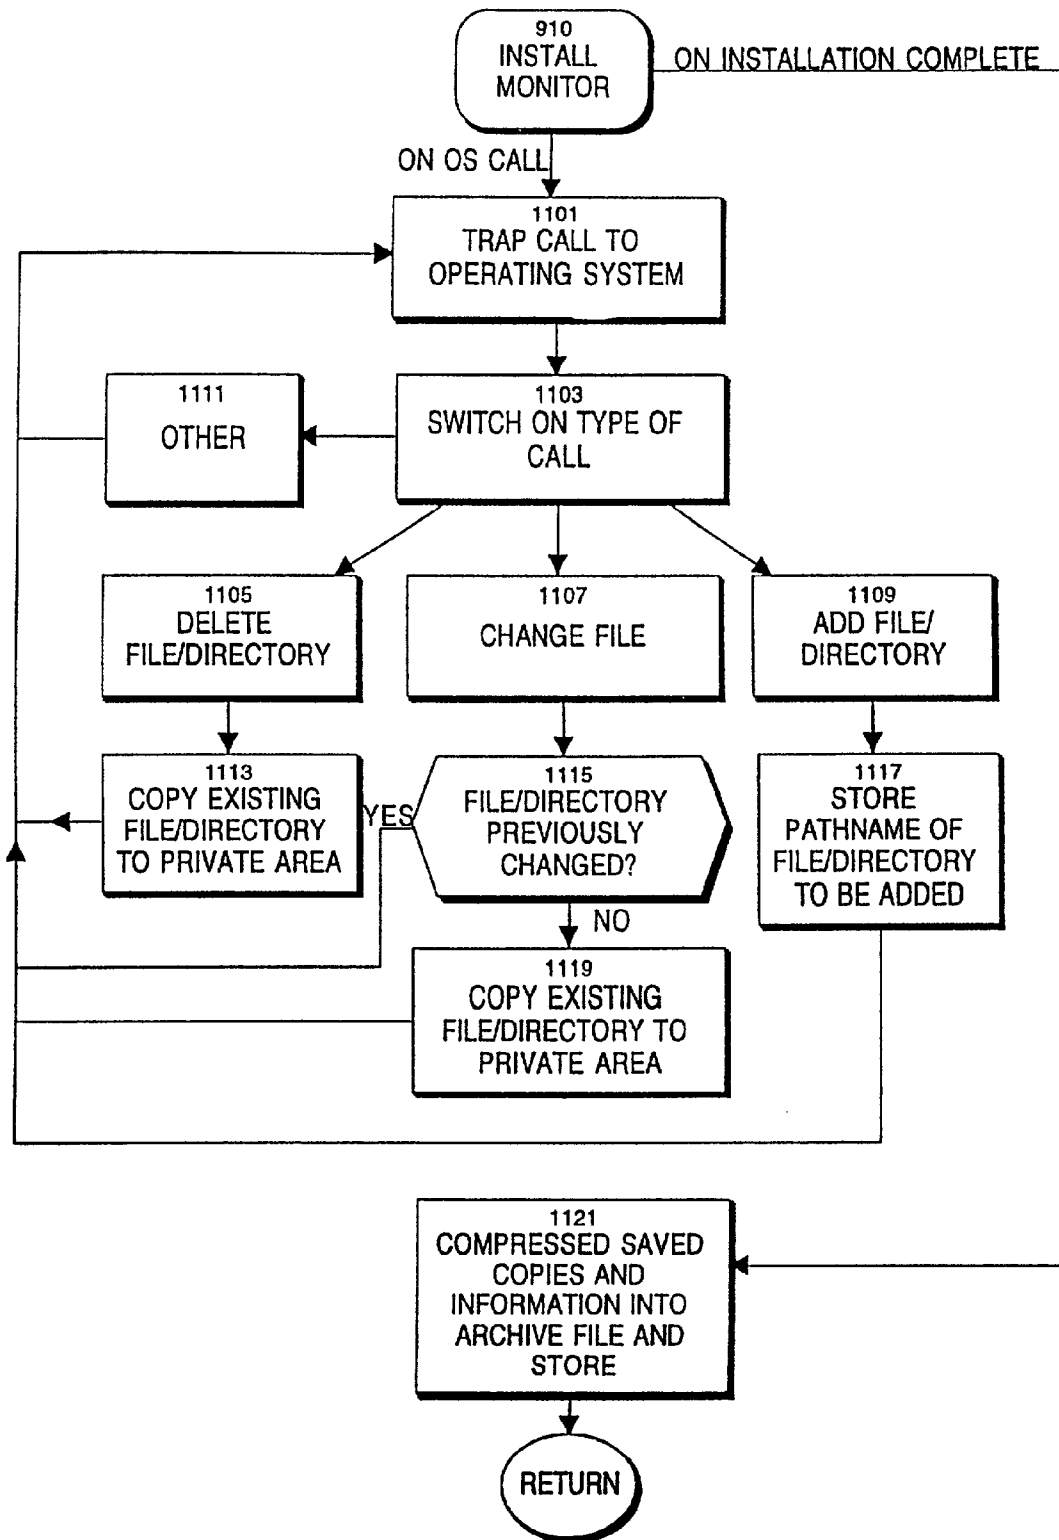 910
INSTALL
MONITOR
ON INSTALLATION COMPLETE
ON OS CALL
1101
TRAP CALL TO
OPERATING SYSTEM
1111
OTHER
1103
SWITCH ON TYPE OF
CALL
1105
DELETE
FILE/DIRECTORY
1107
CHANGE FILE
1109
ADD FILE/
DIRECTORY
1113
COPY EXISTING
FILE/DIRECTORY
TO PRIVATE AREA
YES
1115
FILE/DIRECTORY
PREVIOUSLY
CHANGED?
1117
STORE
PATHNAME OF
FILE/DIRECTORY
TO BE ADDED
NO
1119
COPY EXISTING
FILE/DIRECTORY TO
PRIVATE AREA
1121
COMPRESSED SAVED
COPIES AND
INFORMATION INTO
ARCHIVE FILE AND
STORE
RETURN